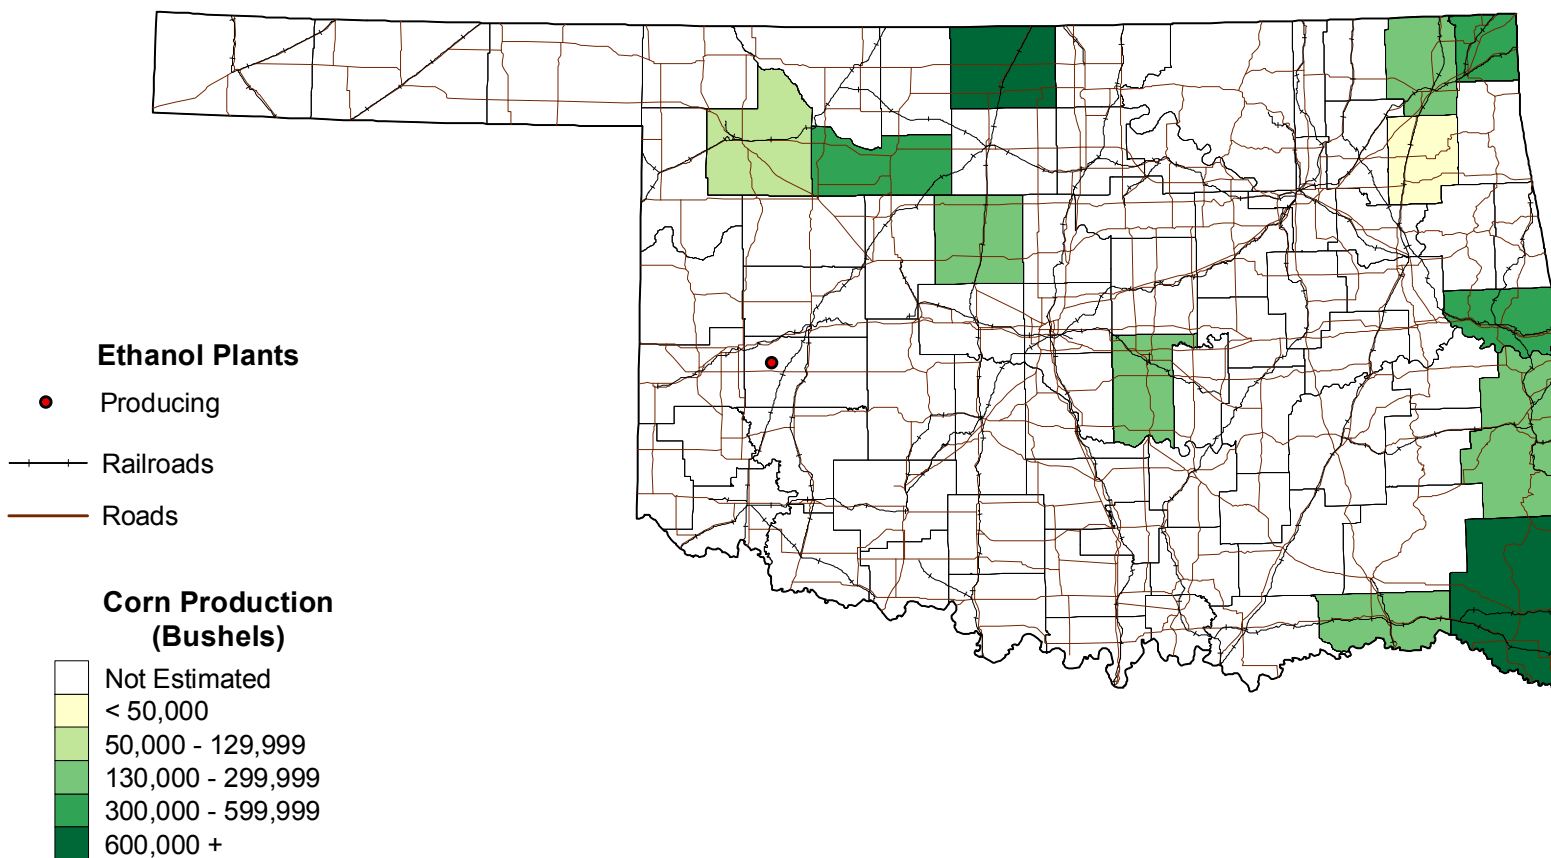 Ethanol Plants
Producing
Railroads
Roads
Corn Production
(Bushels)
Not Estimated
< 50,000
50,000 - 129,999
130,000 - 299,999
300,000 - 599,999
600,000 +